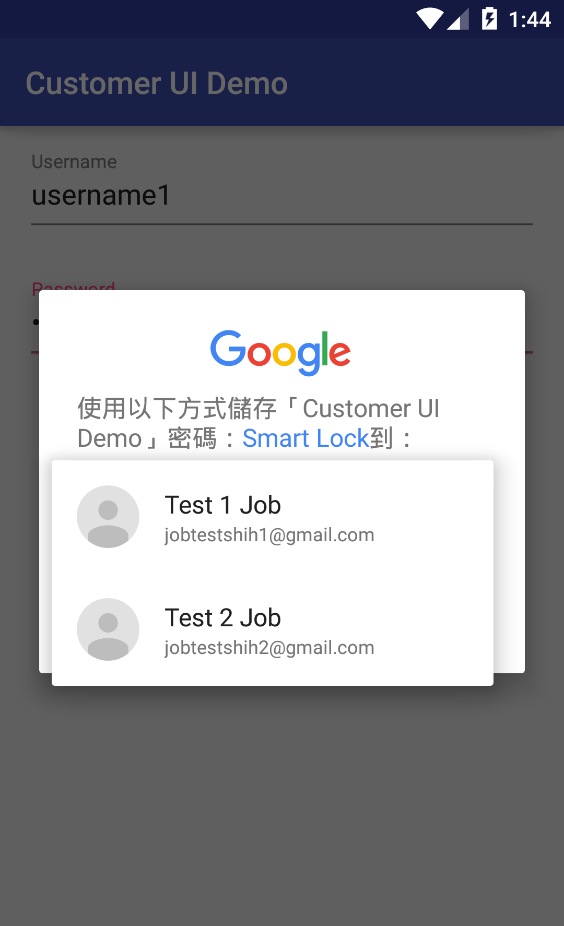 1:44
Customer UI Demo
Username
username1
Password
Google
使用以下方式儲存「Customer UI
Demo」密碼：Smart Lock到：
Test 1 Job
jobtestshih1@gmail.com
Test 2 Job
jobtestshih2@gmail.com